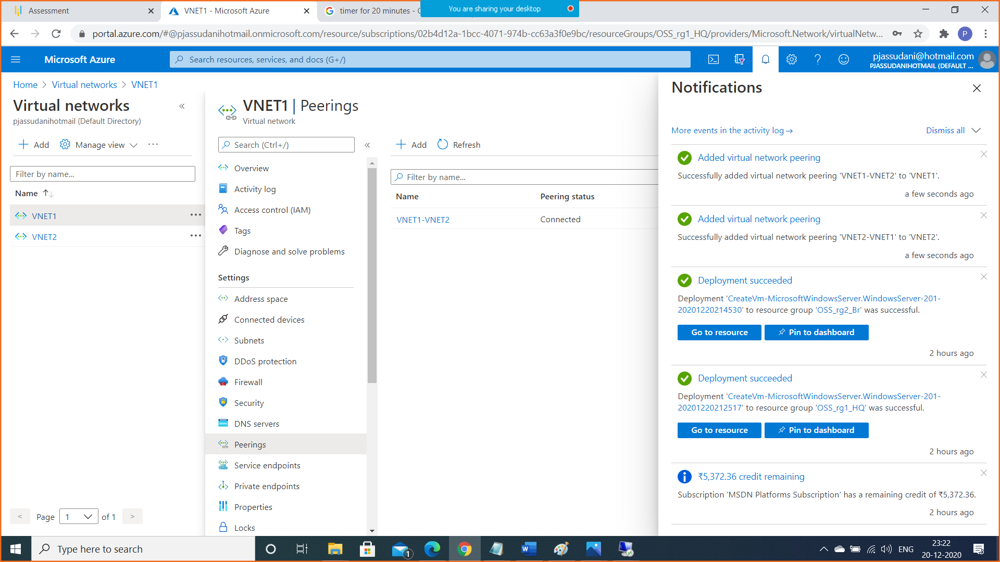 Assessment
VNET1 - Microsoft Azure
timer for 20 minutes -
You are sharing your desktop
portal.azure.com/#@pjassudanihotmail.onmicrosoft.com/resource/subscriptions/02b4d12a-1bcc-4071-974b-cc63a3f0e9bc/resourceGroups/OSS_rg1_HQ/providers/Microsoft.Network/virtualNetw...
P
Microsoft Azure
Search resources, services, and docs (G+/)
pjassudani@hotmail.com
PJASSUDANIHOTMAIL (DEFAULT ...
Home > Virtual networks > VNET1
Virtual networks
pjassudanihotmail (Default Directory)
Add
Manage view
Filter by name...
Name
VNET1
VNET2
< Page 1 of 1 >
VNET1 | Peerings
Virtual network
Search (Ctrl+/)
Overview
Activity log
Access control (IAM)
Tags
Diagnose and solve problems
Settings
Address space
Connected devices
Subnets
DDoS protection
Firewall
Security
DNS servers
Peerings
Service endpoints
Private endpoints
Properties
Locks
Add
Refresh
Filter by name...
Name Peering status
VNET1-VNET2 Connected
Notifications
More events in the activity log →
Dismiss all
Added virtual network peering
Successfully added virtual network peering 'VNET1-VNET2' to 'VNET1'.
a few seconds ago
Added virtual network peering
Successfully added virtual network peering 'VNET2-VNET1' to 'VNET2'.
a few seconds ago
Deployment succeeded
Deployment 'CreateVm-MicrosoftWindowsServer.WindowsServer-201-
20201220214530' to resource group 'OSS_rg2_Br' was successful.
Go to resource
Pin to dashboard
2 hours ago
Deployment succeeded
Deployment 'CreateVm-MicrosoftWindowsServer.WindowsServer-201-
20201220212517' to resource group 'OSS_rg1_HQ' was successful.
Go to resource
Pin to dashboard
2 hours ago
₹5,372.36 credit remaining
Subscription 'MSDN Platforms Subscription' has a remaining credit of ₹5,372.36.
2 hours ago
Type here to search
1
ENG
23:22
20-12-2020